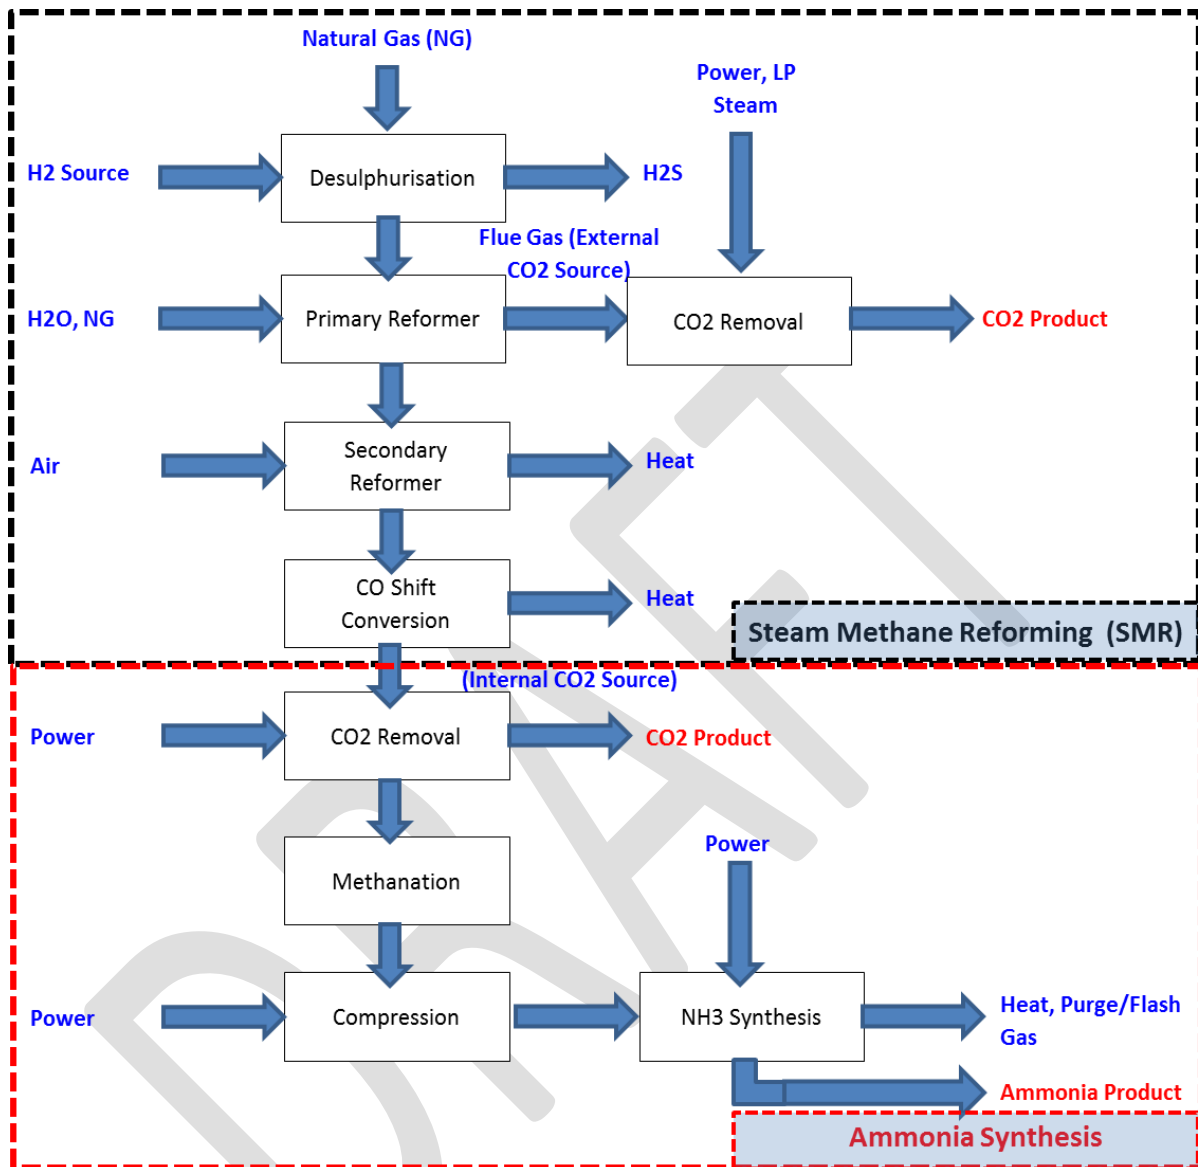 Natural Gas (NG)
Power, LP
Steam
H2 Source
Desulphurisation
H2S
Flue Gas (External
CO2 Source)
H2O, NG
Primary Reformer
CO2 Removal
CO2 Product
Air
Secondary
Reformer
Heat
CO Shift
Conversion
Heat
Steam Methane Reforming (SMR)
(Internal CO2 Source)
Power
CO2 Removal
CO2 Product
Methanation
Power
Power
Compression
NH3 Synthesis
Heat, Purge/Flash
Gas
Ammonia Product
Ammonia Synthesis
DRAFT